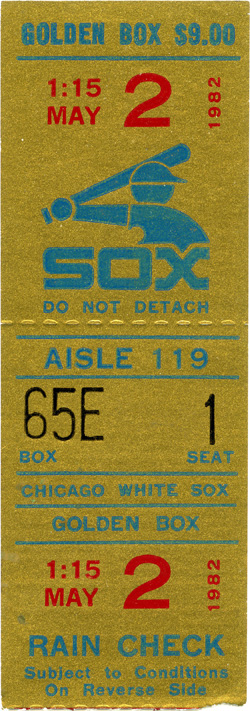 GOLDEN BOX $9.00
1:15 MAY 2 1982
SOX
DO NOT DETACH
AISLE 119
65E 1
BOX SEAT
CHICAGO WHITE SOX
GOLDEN BOX
1:15 MAY 2 1982
RAIN CHECK
Subject to Conditions
On Reverse Side